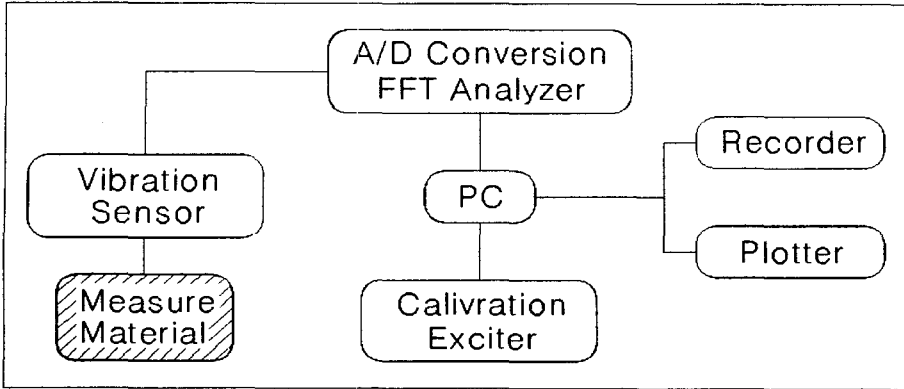 A/D Conversion
FFT Analyzer
Recorder
Vibration
Sensor
PC
Plotter
Measure
Material
Calivration
Exciter